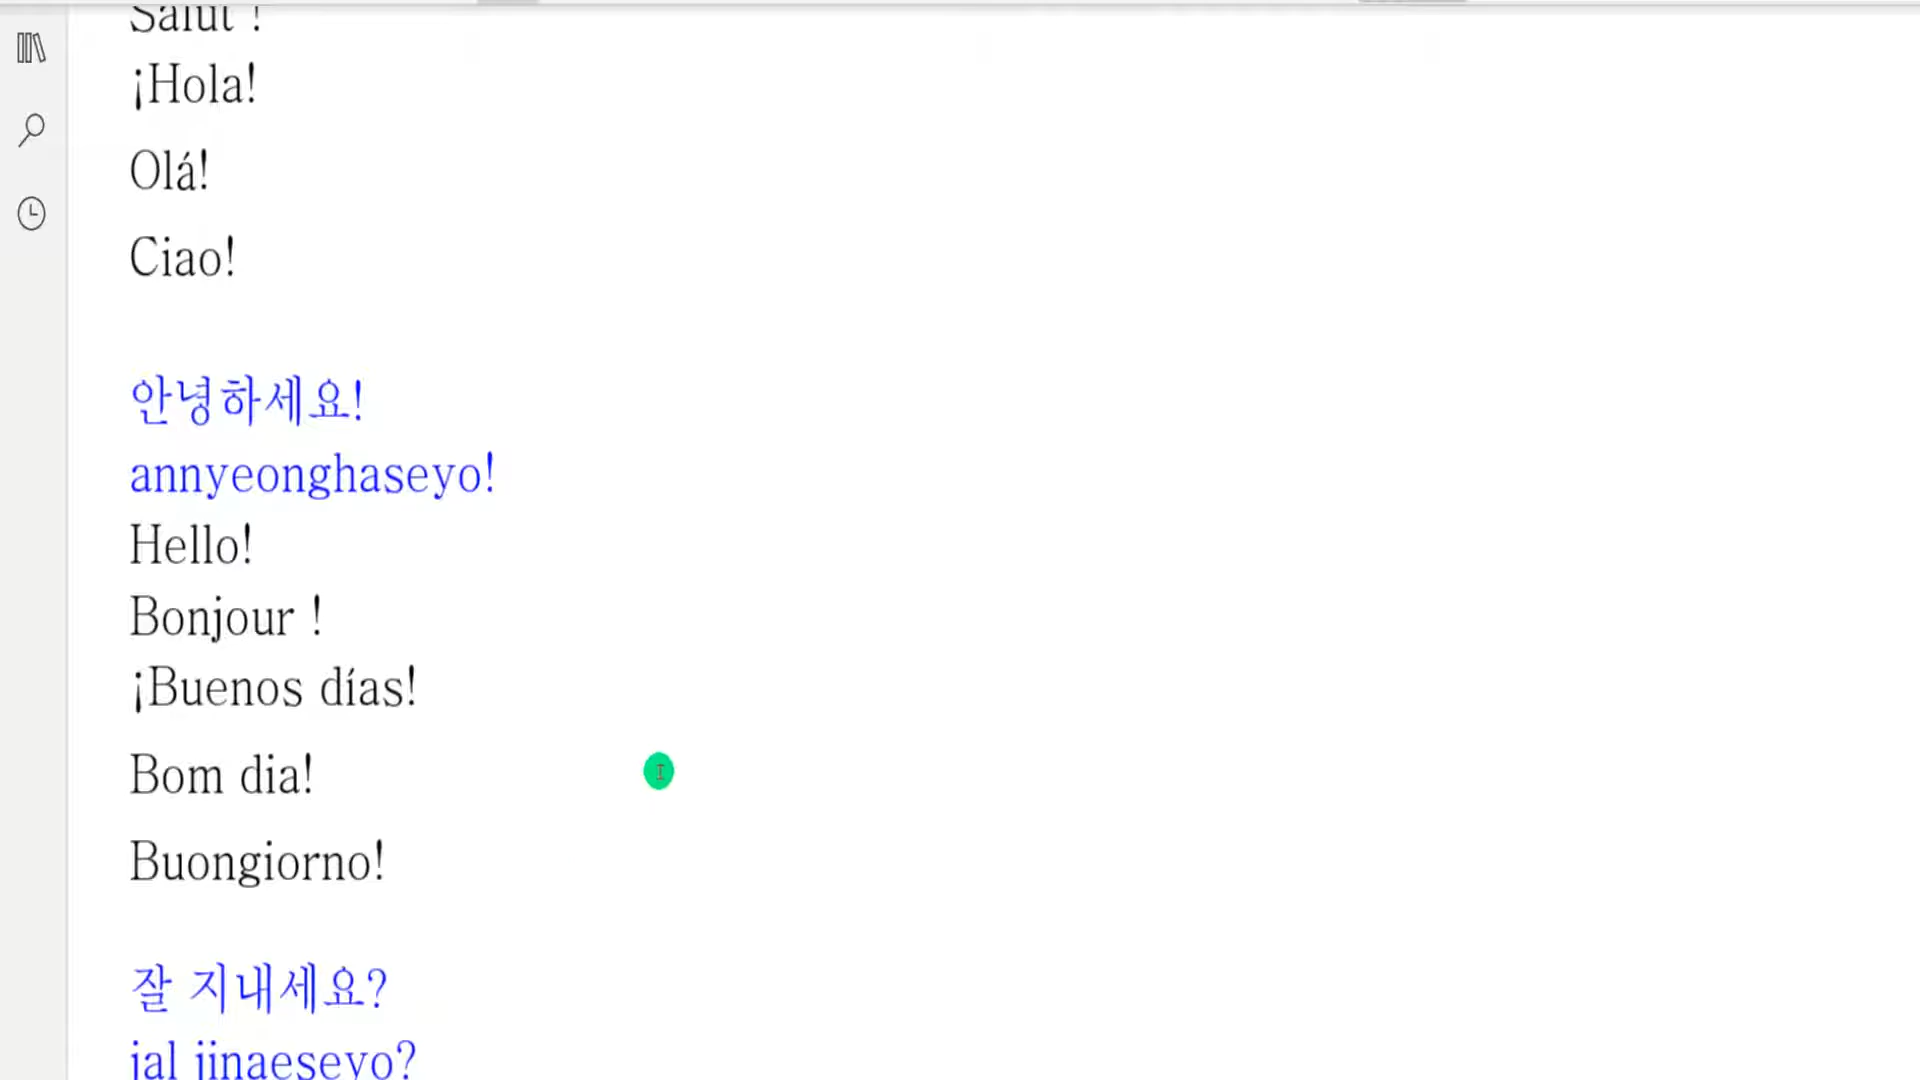 Salut !
¡Hola!
Olá!
Ciao!
안녕하세요!
annyeonghaseyo!
Hello!
Bonjour !
¡Buenos días!
Bom dia!
Buongiorno!
잘 지내세요?
jal jinaeseyo?